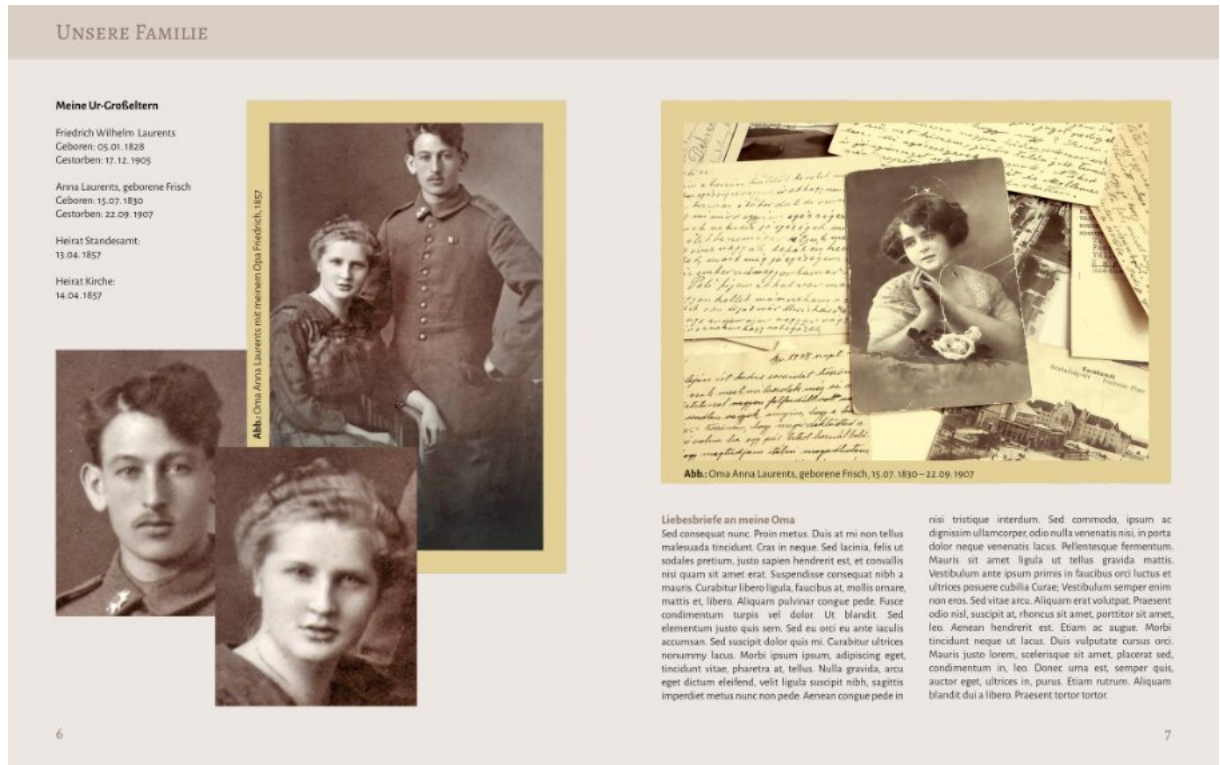 Unsere Familie
Meine Ur-Großeltern
Friedrich Wilhelm Laurents
Geboren: 05.01.1828
Gestorben: 17.12.1905
Anna Laurents, geborene Frisch
Geboren: 15.07.1830
Gestorben: 22.09.1907
Heirat Standesamt:
13.04.1857
Heirat Kirche:
14.04.1857
Abb.: Oma Anna Laurents mit meinem Opa Friedrich, 1857
6
Abb.: Oma Anna Laurents, geborene Frisch, 15.07.1830 – 22.09.1907
Liebesbriefe an meine Oma
Sed consequat nunc. Proin metus. Duis at mi non tellus
malesuada tincidunt. Cras in neque. Sed lacinia, felis ut
sodales pretium, justo sapien hendrerit est, et convallis
nisi quam sit amet erat. Suspendisse consequat nibh a
mauris. Curabitur libero ligula, faucibus at, mollis ornare,
mattis et, libero. Aliquam pulvinar congue pede. Fusce
condimentum turpis vel dolor. Ut blandit. Sed
elementum justo quis sem. Sed eu orci eu ante iaculis
accumsan. Sed suscipit dolor quis mi. Curabitur ultrices
nonummy lacus. Morbi ipsum ipsum, adipiscing eget,
tincidunt vitae, pharetra at, tellus. Nulla gravida, arcu
eget dictum eleifend, velit ligula suscipit nibh, sagittis
imperdiet metus nunc non pede. Aenean congue pede in
nisi tristique interdum. Sed commodo, ipsum ac
dignissim ullamcorper, odio nulla venenatis nisi, in porta
dolor neque venenatis lacus. Pellentesque fermentum.
Mauris sit amet ligula ut tellus gravida mattis.
Vestibulum ante ipsum primis in faucibus orci luctus et
ultrices posuere cubilia Curae; Vestibulum semper enim
non eros. Sed vitae arcu. Aliquam erat volutpat. Praesent
odio nisl, suscipit at, rhoncus sit amet, porttitor sit amet,
leo. Aenean hendrerit est. Etiam ac augue. Morbi
tincidunt neque ut lacus. Duis vulputate cursus orci.
Mauris justo lorem, scelerisque sit amet, placerat sed,
condimentum in, leo. Donec urna est, semper quis,
auctor eget, ultrices in, purus. Etiam rutrum. Aliquam
blandit dui a libero. Praesent tortor tortor.
7